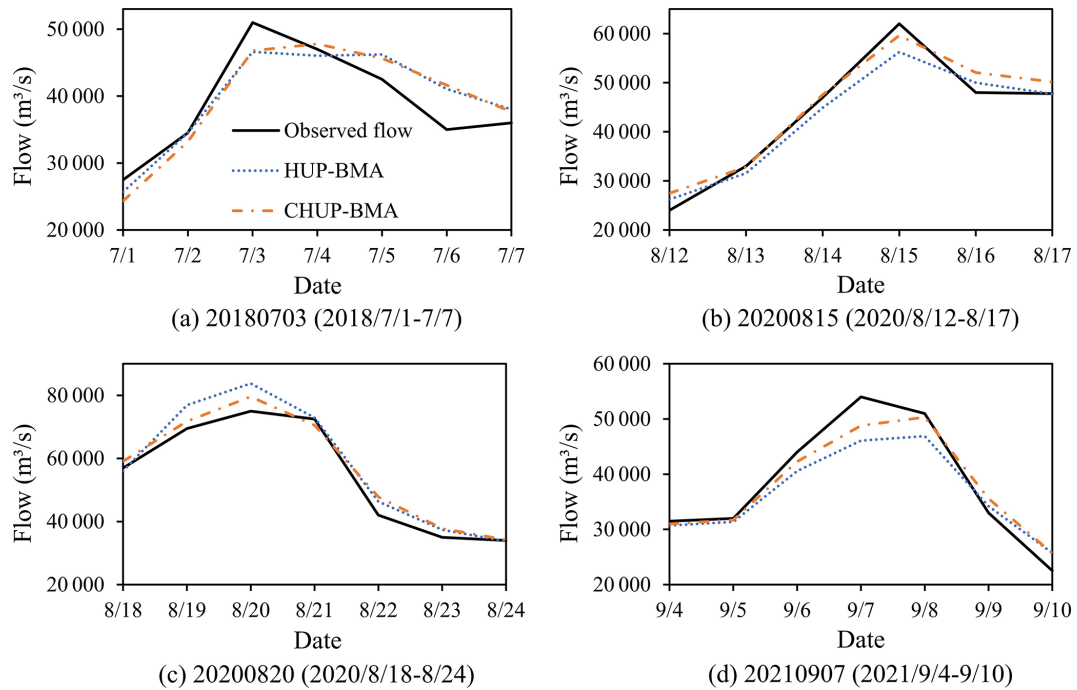 50 000
40 000
30 000
20 000
Flow (m³/s)
Observed flow
HUP-BMA
CHUP-BMA
7/1 7/2 7/3 7/4 7/5 7/6 7/7
Date
(a) 20180703 (2018/7/1-7/7)
60 000
50 000
40 000
30 000
20 000
Flow (m³/s)
8/12 8/13 8/14 8/15 8/16 8/17
Date
(b) 20200815 (2020/8/12-8/17)
80 000
60 000
40 000
20 000
Flow (m³/s)
8/18 8/19 8/20 8/21 8/22 8/23 8/24
Date
(c) 20200820 (2020/8/18-8/24)
60 000
50 000
40 000
30 000
20 000
Flow (m³/s)
9/4 9/5 9/6 9/7 9/8 9/9 9/10
Date
(d) 20210907 (2021/9/4-9/10)